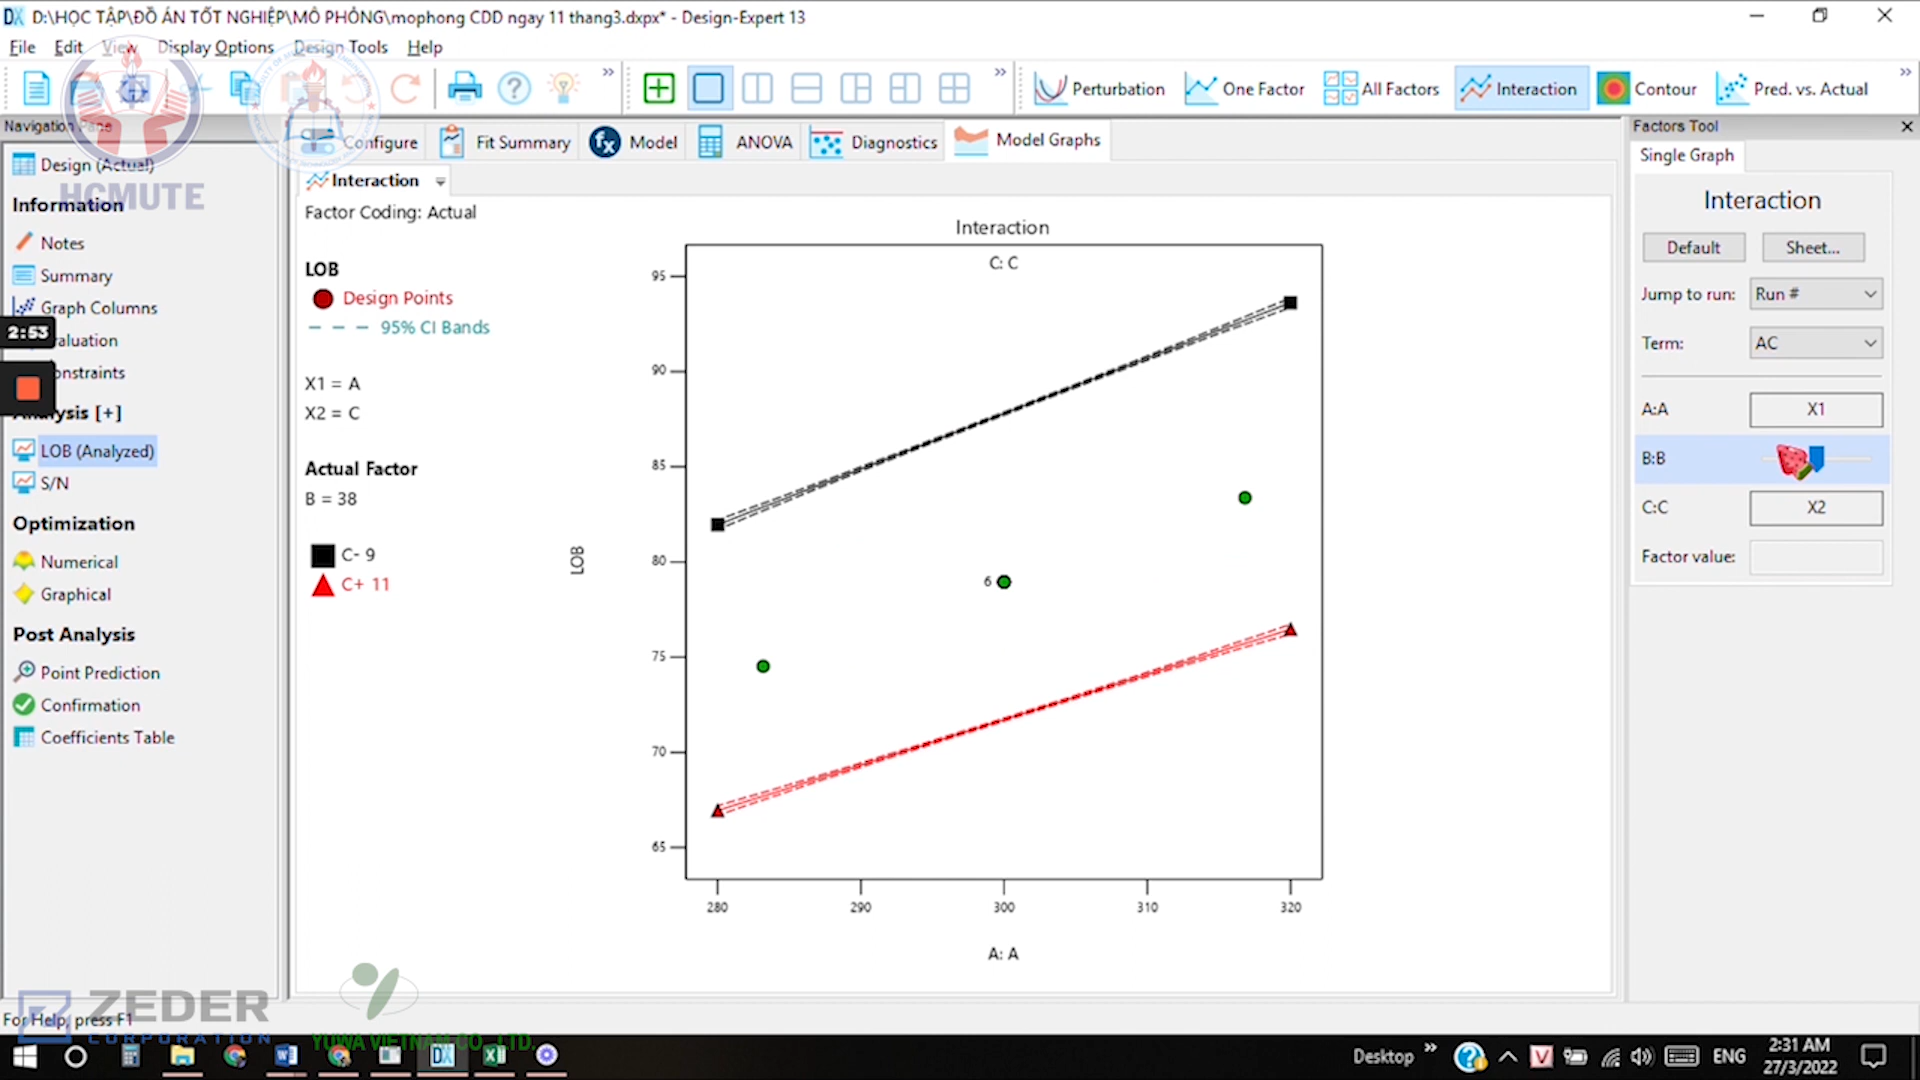 D:\HỌC TẬP\ĐỒ ÁN TỐT NGHIỆP\MÔ PHỎNG\mophong CDD ngay 11 thang3.dxpx* - Design-Expert 13
File Edit View Display Options Design Tools Help
Perturbation One Factor All Factors Interaction Contour Pred. vs. Actual
Navigation Pane
Configure Fit Summary Model ANOVA Diagnostics Model Graphs
Design (Actual)
HCMUTE
Information
Notes
Summary
Graph Columns
2:53
aluation
onstraints
Analysis [+]
LOB (Analyzed)
S/N
Optimization
Numerical
Graphical
Post Analysis
Point Prediction
Confirmation
Coefficients Table
Interaction
Factor Coding: Actual
LOB
Design Points
95% CI Bands
X1 = A
X2 = C
Actual Factor
B = 38
C- 9
C+ 11
Interaction
C: C
95
90
85
80
75
70
65
LOB
6
280 290 300 310 320
A: A
Factors Tool
Single Graph
Interaction
Default Sheet...
Jump to run: Run #
Term: AC
A:A X1
B:B
C:C X2
Factor value:
ZEDER
CORPORATION
YUWA VIETNAM CO., LTD.
For Help, press F1
Desktop ENG 2:31 AM
27/3/2022